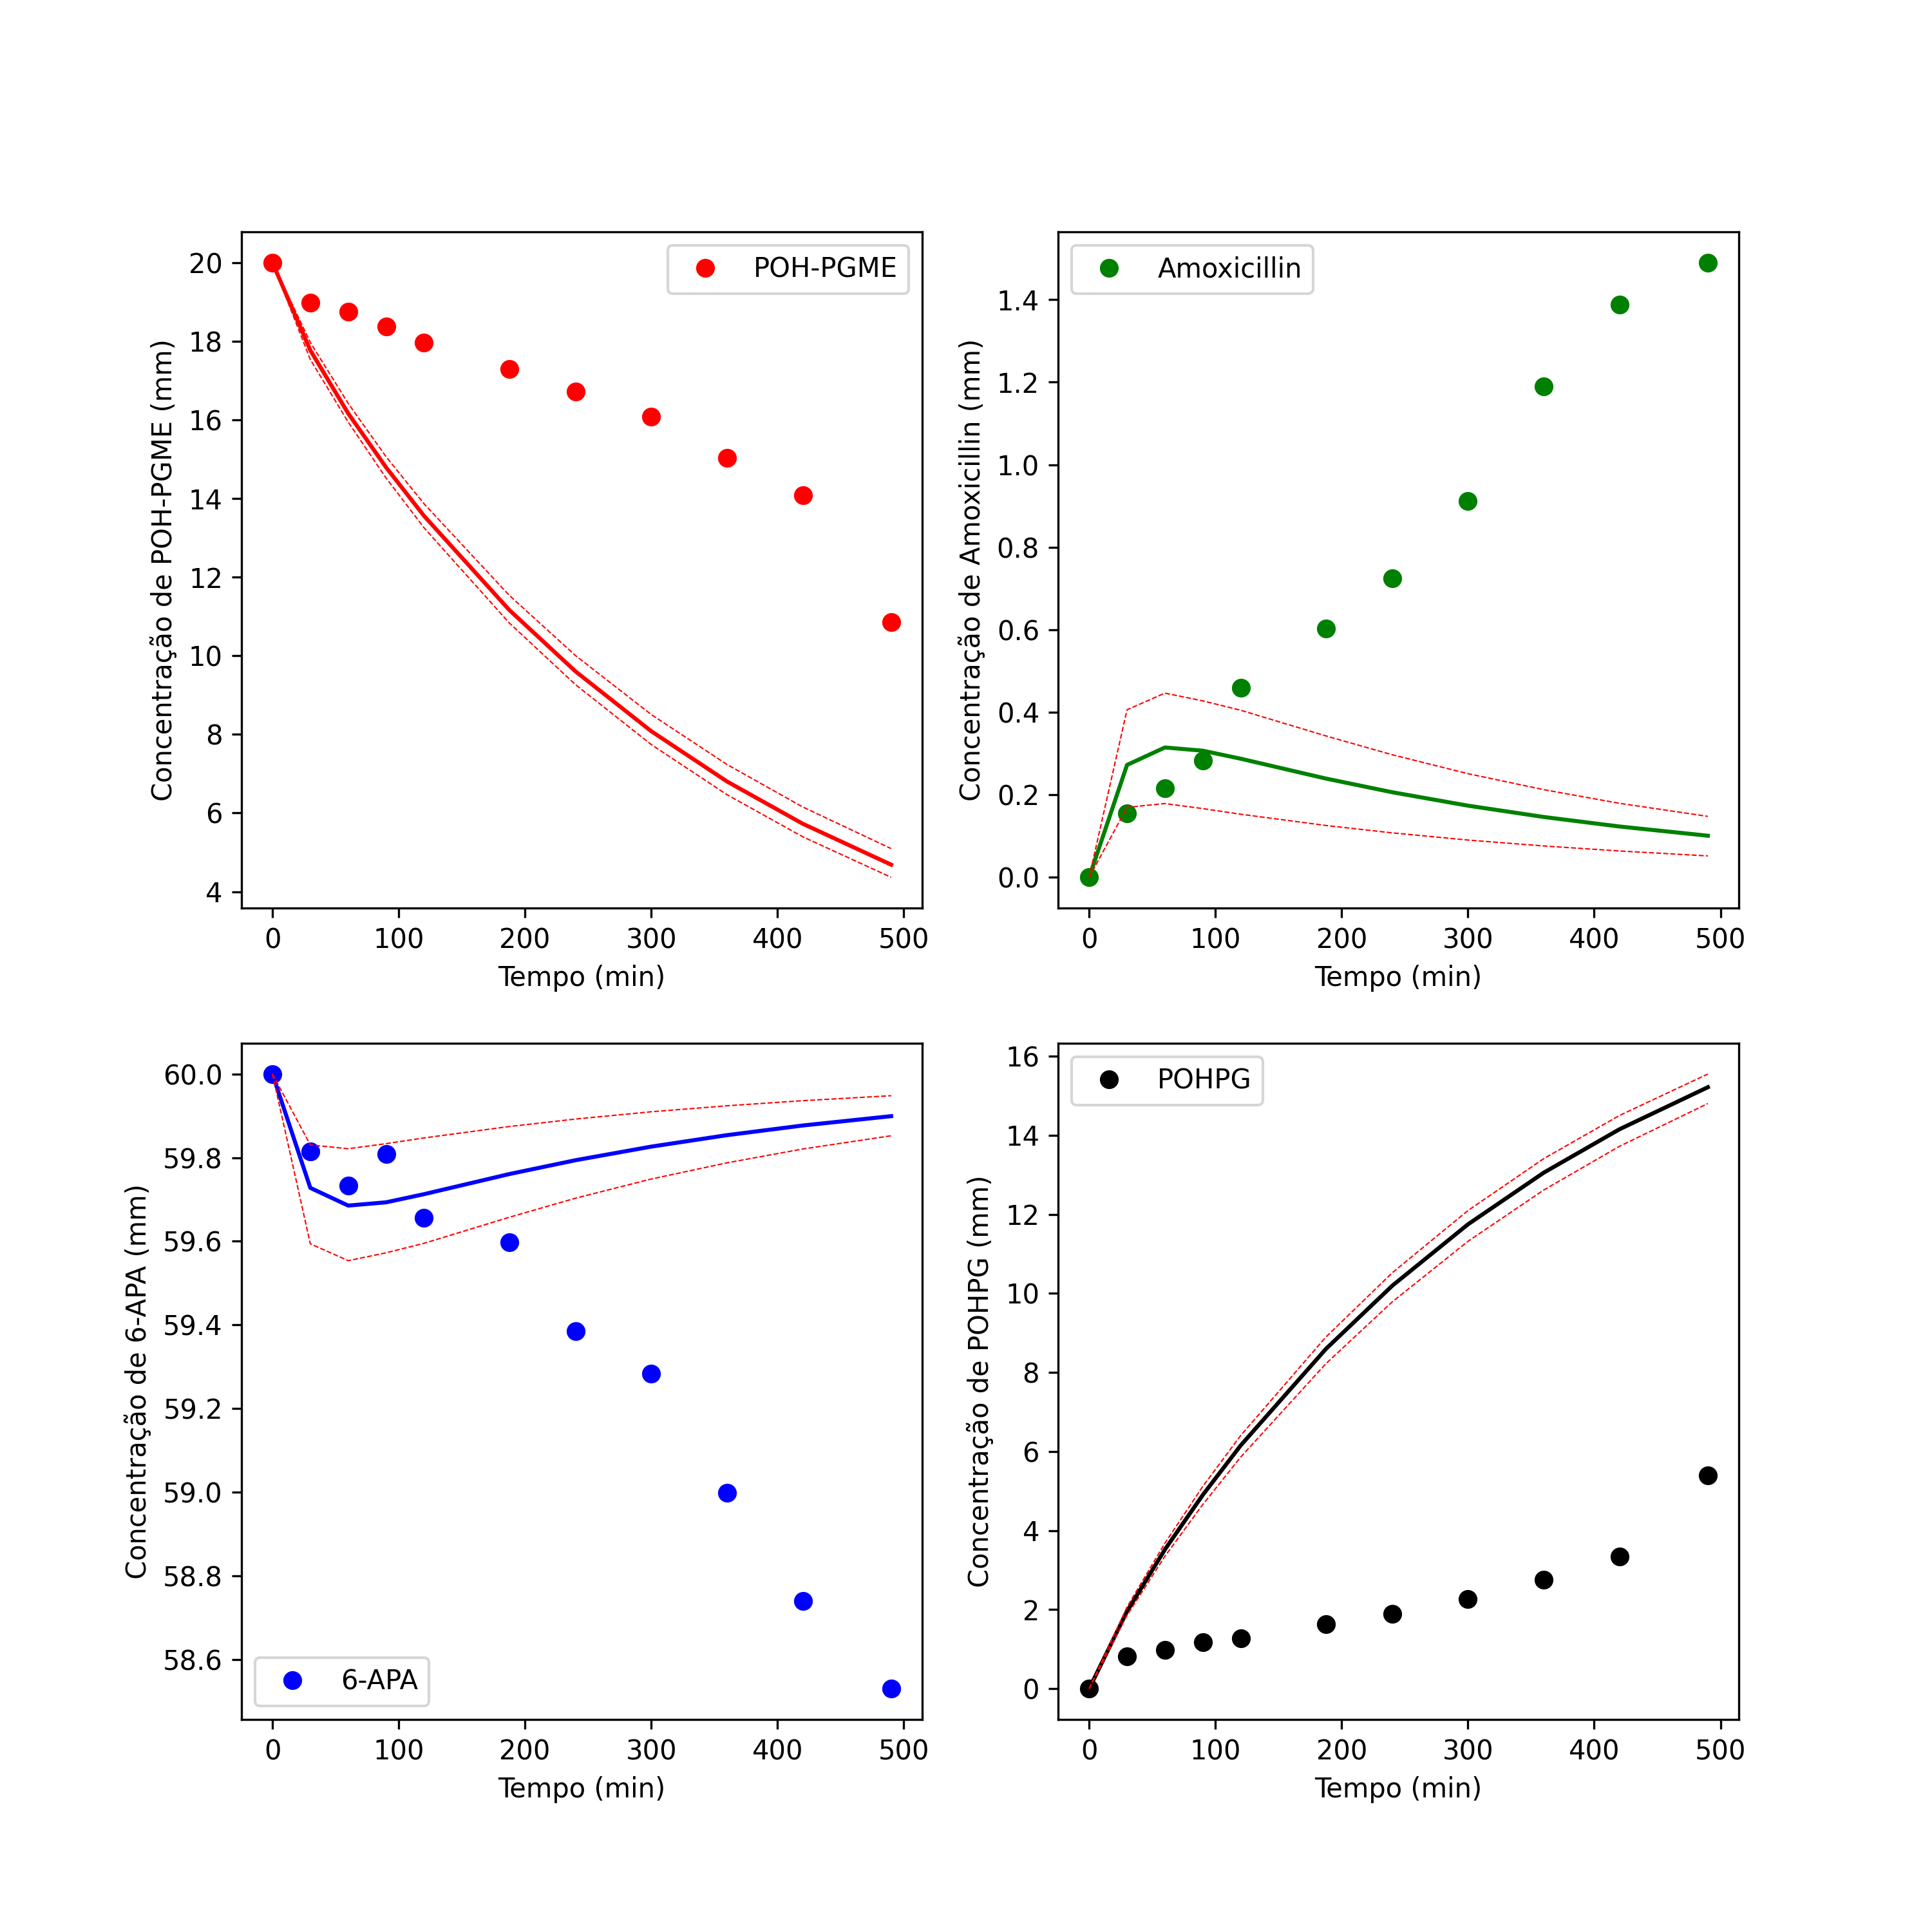 POH-PGME
Concentração de POH-PGME (mm)
20
18
16
14
12
10
8
6
4
0 100 200 300 400 500
Tempo (min)
Amoxicillin
Concentração de Amoxicillin (mm)
1.4
1.2
1.0
0.8
0.6
0.4
0.2
0.0
0 100 200 300 400 500
Tempo (min)
Concentração de 6-APA (mm)
60.0
59.8
59.6
59.4
59.2
59.0
58.8
58.6
6-APA
0 100 200 300 400 500
Tempo (min)
POHPG
Concentração de POHPG (mm)
16
14
12
10
8
6
4
2
0
0 100 200 300 400 500
Tempo (min)